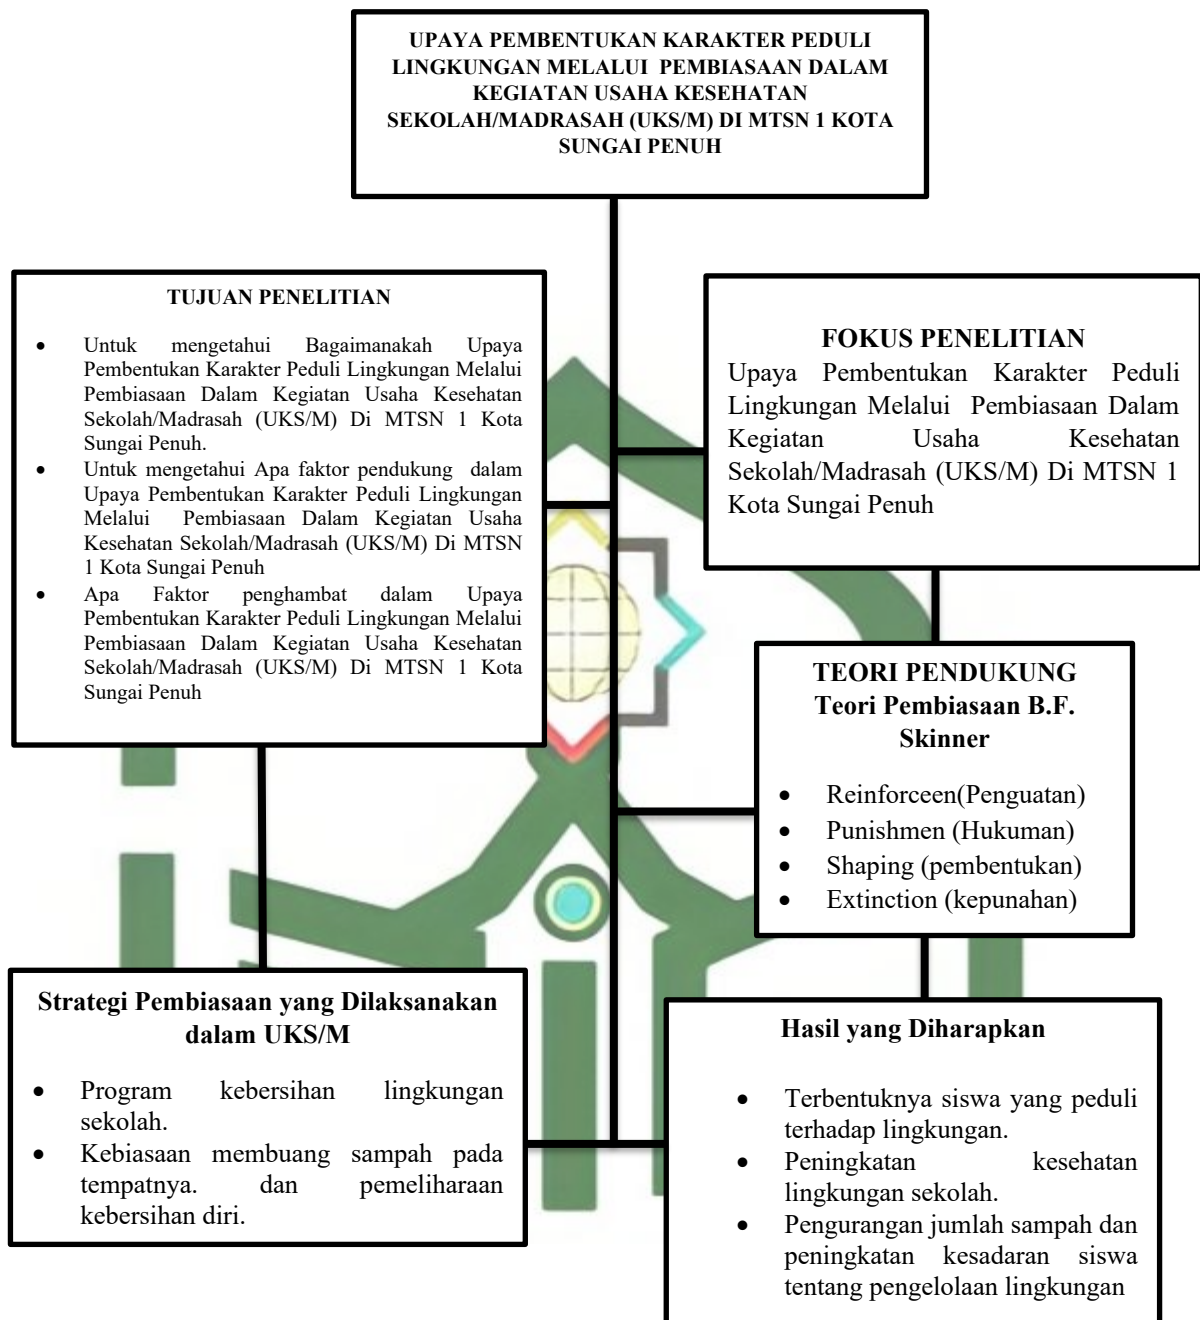 UPAYA PEMBENTUKAN KARAKTER PEDULI
LINGKUNGAN MELALUI PEMBIASAAN DALAM
KEGIATAN USAHA KESEHATAN
SEKOLAH/MADRASAH (UKS/M) DI MTSN 1 KOTA
SUNGAI PENUH
TUJUAN PENELITIAN
• Untuk mengetahui Bagaimanakah Upaya
Pembentukan Karakter Peduli Lingkungan Melalui
Pembiasaan Dalam Kegiatan Usaha Kesehatan
Sekolah/Madrasah (UKS/M) Di MTSN 1 Kota
Sungai Penuh.
• Untuk mengetahui Apa faktor pendukung dalam
Upaya Pembentukan Karakter Peduli Lingkungan
Melalui Pembiasaan Dalam Kegiatan Usaha
Kesehatan Sekolah/Madrasah (UKS/M) Di MTSN
1 Kota Sungai Penuh
• Apa Faktor penghambat dalam Upaya
Pembentukan Karakter Peduli Lingkungan Melalui
Pembiasaan Dalam Kegiatan Usaha Kesehatan
Sekolah/Madrasah (UKS/M) Di MTSN 1 Kota
Sungai Penuh
FOKUS PENELITIAN
Upaya Pembentukan Karakter Peduli
Lingkungan Melalui Pembiasaan Dalam
Kegiatan Usaha Kesehatan
Sekolah/Madrasah (UKS/M) Di MTSN 1
Kota Sungai Penuh
TEORI PENDUKUNG
Teori Pembiasaan B.F.
Skinner
• Reinforceen(Penguatan)
• Punishmen (Hukuman)
• Shaping (pembentukan)
• Extinction (kepunahan)
Strategi Pembiasaan yang Dilaksanakan
dalam UKS/M
• Program kebersihan lingkungan
sekolah.
• Kebiasaan membuang sampah pada
tempatnya. dan pemeliharaan
kebersihan diri.
Hasil yang Diharapkan
• Terbentuknya siswa yang peduli
terhadap lingkungan.
• Peningkatan kesehatan
lingkungan sekolah.
• Pengurangan jumlah sampah dan
peningkatan kesadaran siswa
tentang pengelolaan lingkungan